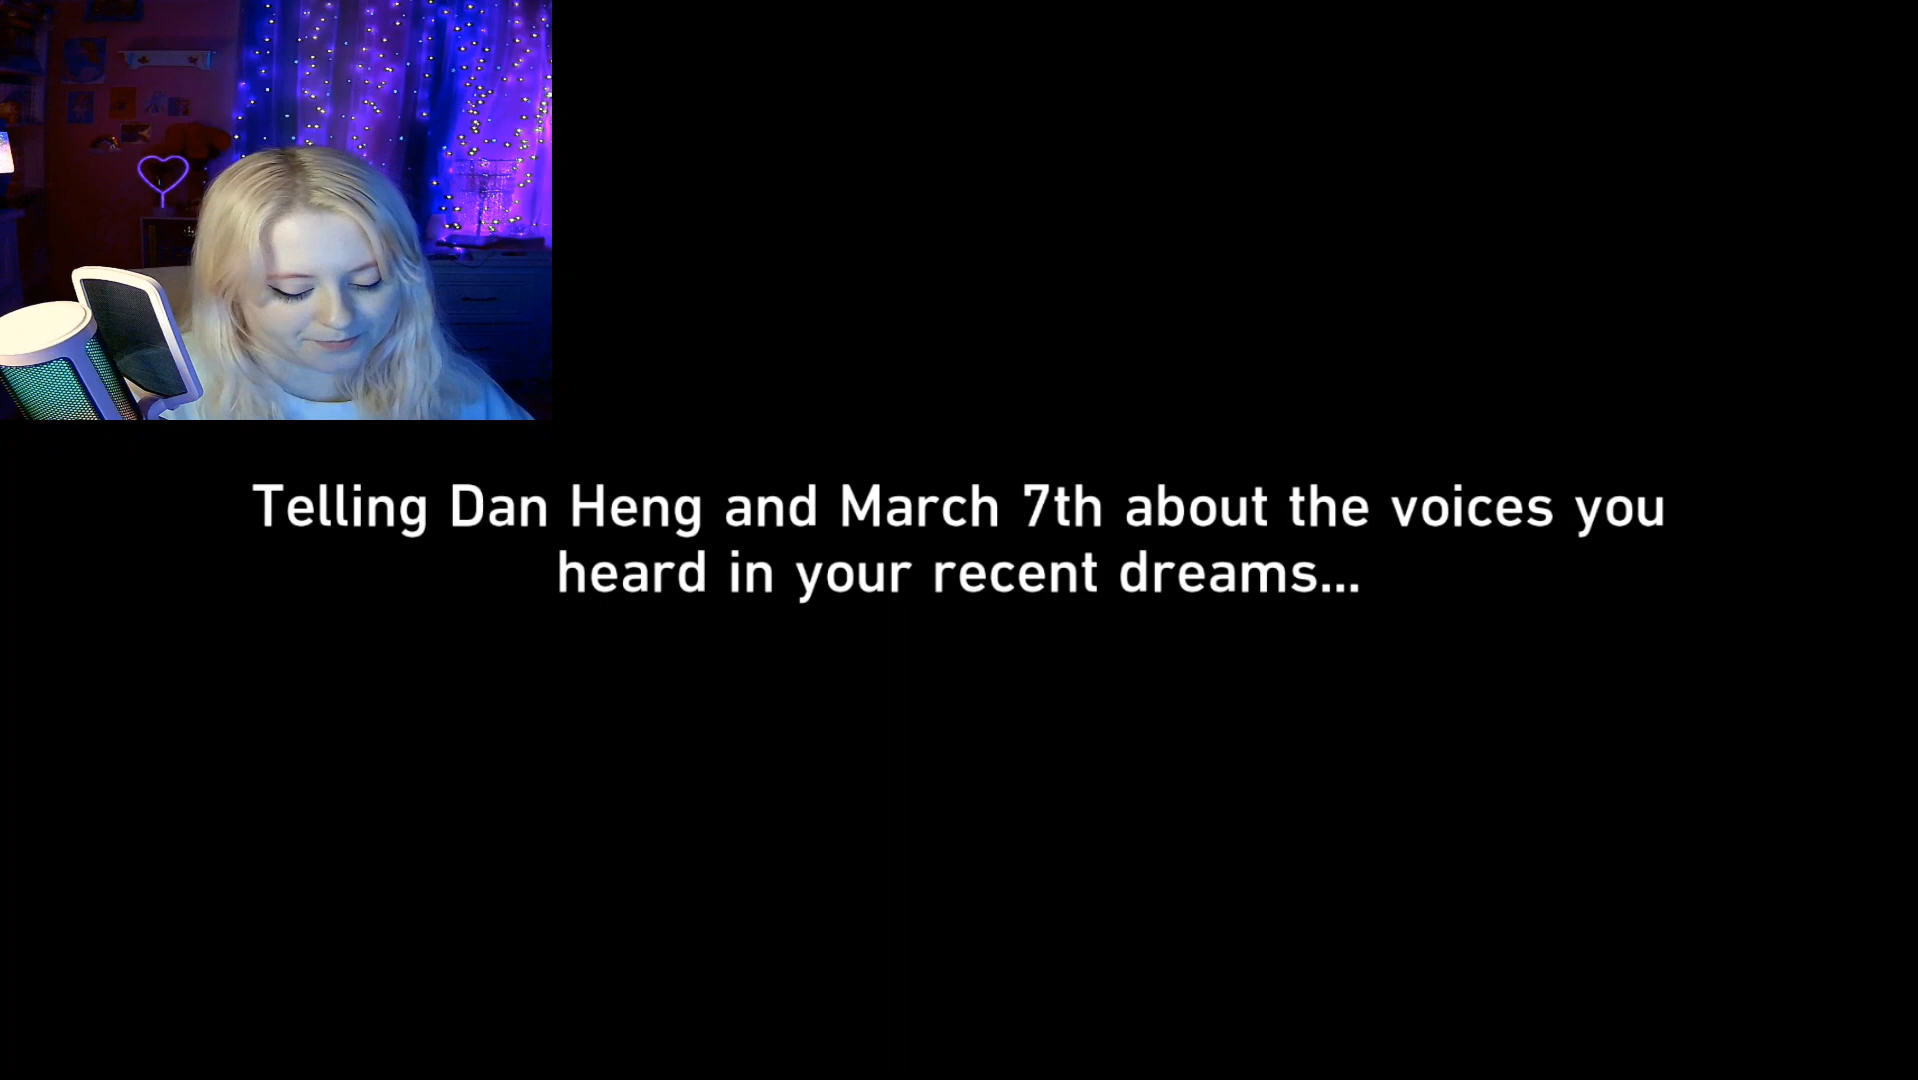 Telling Dan Heng and March 7th about the voices you
heard in your recent dreams...